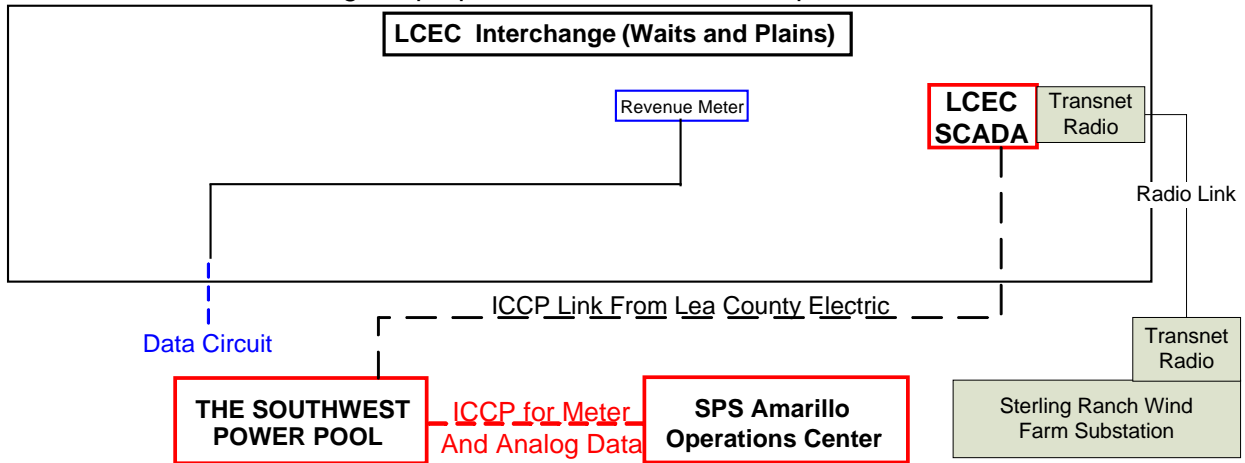 LCEC Interchange (Waits and Plains)
Revenue Meter
LCEC
SCADA
Transnet
Radio
Radio Link
ICCP Link From Lea County Electric
Data Circuit
Transnet
Radio
THE SOUTHWEST
POWER POOL
ICCP for Meter
And Analog Data
SPS Amarillo
Operations Center
Sterling Ranch Wind
Farm Substation